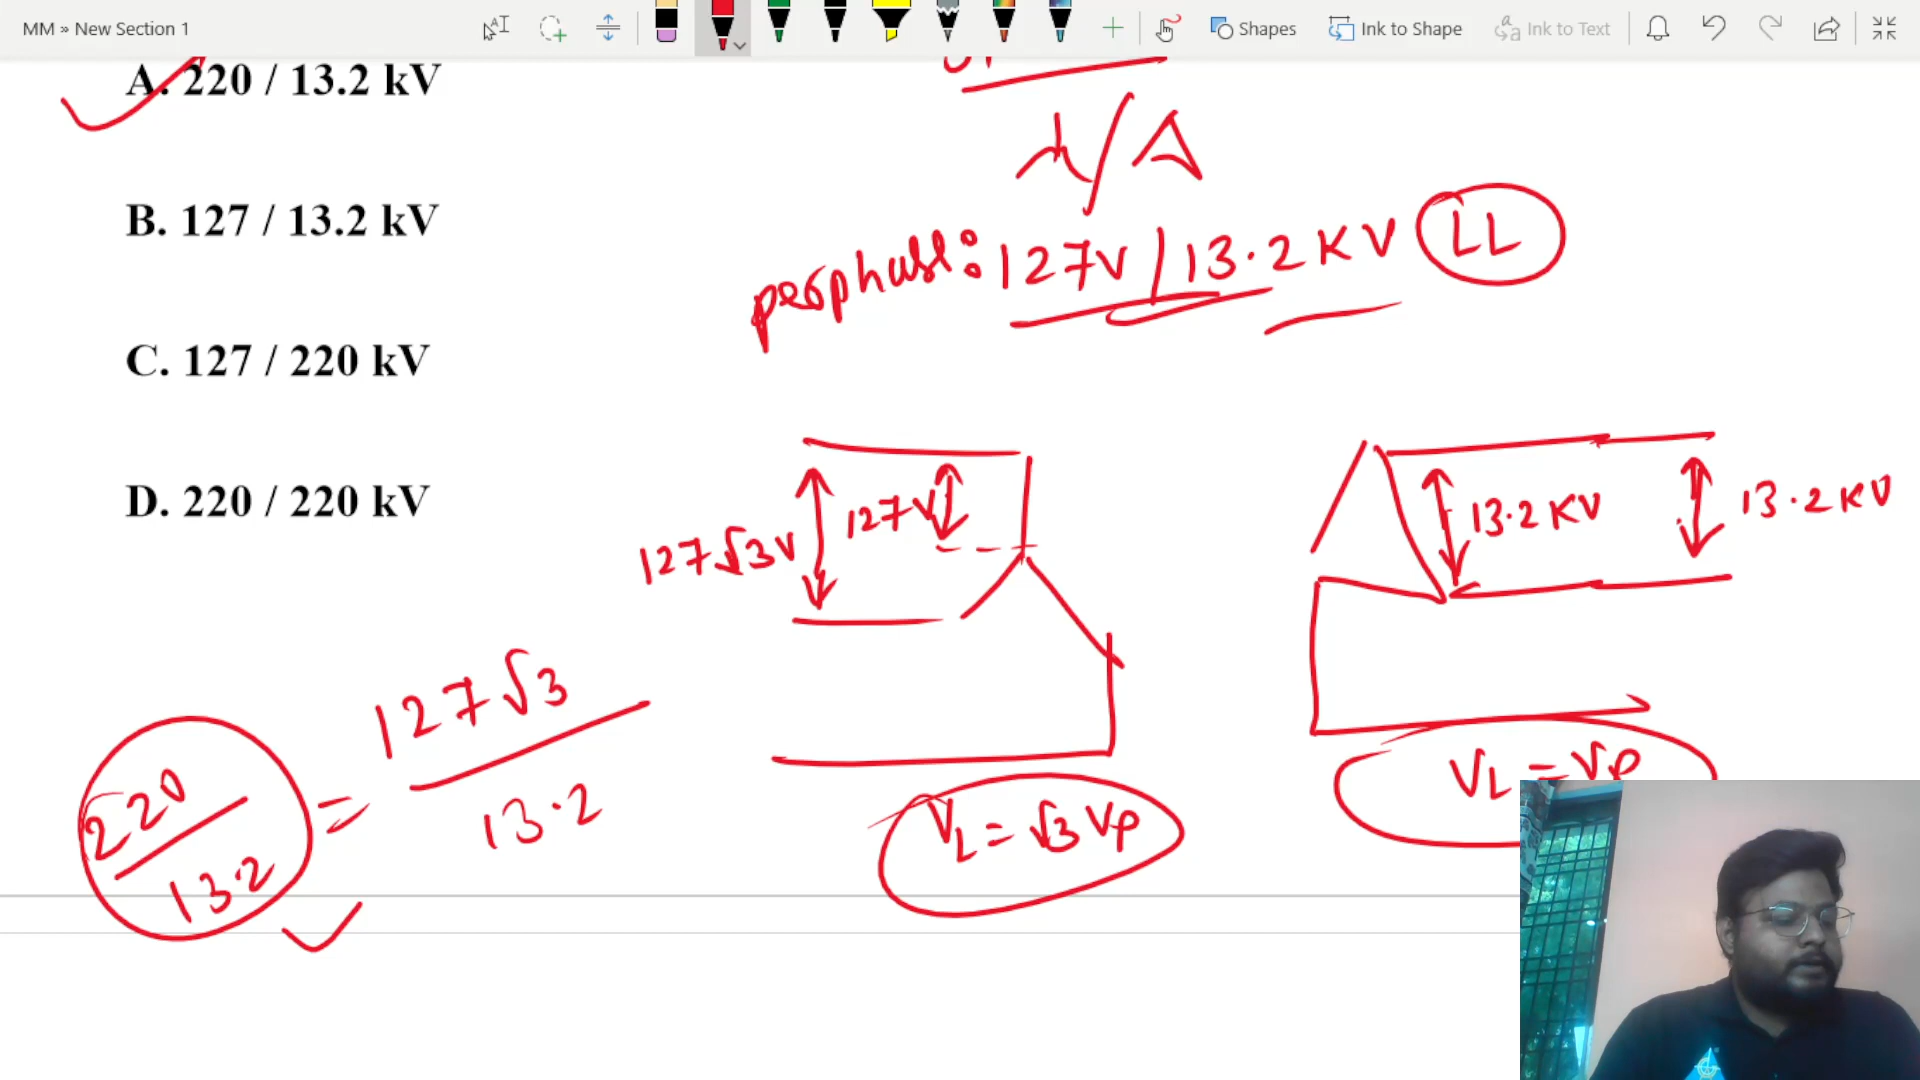 MM » New Section 1
Shapes
Ink to Shape
Ink to Text
A. 220 / 13.2 kV
B. 127 / 13.2 kV
C. 127 / 220 kV
D. 220 / 220 kV
⅄/Δ
perphase: 127V / 13.2 KV LL
127√3 V
127V
13.2 KV
13.2 KV
220/13.2 = 127√3/13.2
VL = √3 Vp
VL = Vp